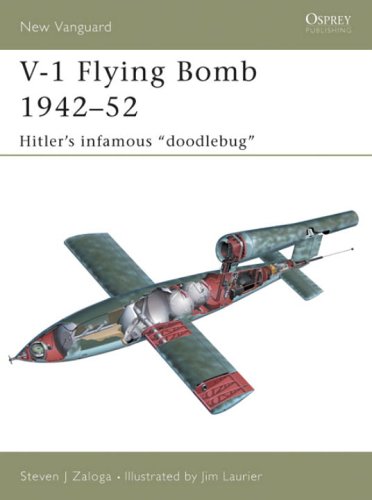 New Vanguard
OSPREY
PUBLISHING
V-1 Flying Bomb
1942–52
Hitler's infamous “doodlebug”
Steven J Zaloga • Illustrated by Jim Laurier